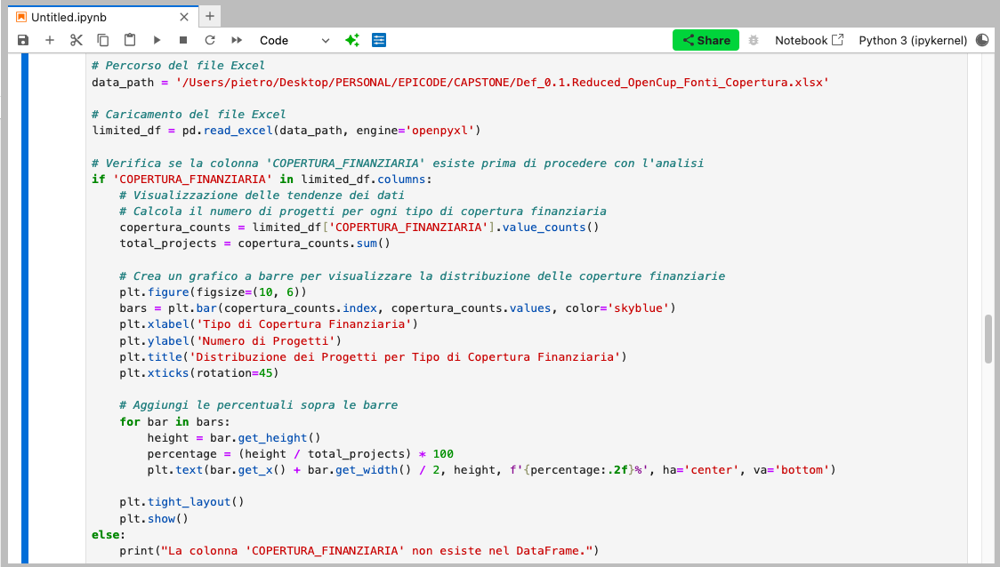 Untitled.ipynb
Code
Share
Notebook
Python 3 (ipykernel)
# Percorso del file Excel
data_path = '/Users/pietro/Desktop/PERSONAL/EPICODE/CAPSTONE/Def_0.1.Reduced_OpenCup_Fonti_Copertura.xlsx'
# Caricamento del file Excel
limited_df = pd.read_excel(data_path, engine='openpyxl')
# Verifica se la colonna 'COPERTURA_FINANZIARIA' esiste prima di procedere con l'analisi
if 'COPERTURA_FINANZIARIA' in limited_df.columns:
    # Visualizzazione delle tendenze dei dati
    # Calcola il numero di progetti per ogni tipo di copertura finanziaria
    copertura_counts = limited_df['COPERTURA_FINANZIARIA'].value_counts()
    total_projects = copertura_counts.sum()
    # Crea un grafico a barre per visualizzare la distribuzione delle coperture finanziarie
    plt.figure(figsize=(10, 6))
    bars = plt.bar(copertura_counts.index, copertura_counts.values, color='skyblue')
    plt.xlabel('Tipo di Copertura Finanziaria')
    plt.ylabel('Numero di Progetti')
    plt.title('Distribuzione dei Progetti per Tipo di Copertura Finanziaria')
    plt.xticks(rotation=45)
    # Aggiungi le percentuali sopra le barre
    for bar in bars:
        height = bar.get_height()
        percentage = (height / total_projects) * 100
        plt.text(bar.get_x() + bar.get_width() / 2, height, f'{percentage:.2f}%', ha='center', va='bottom')
    plt.tight_layout()
    plt.show()
else:
    print("La colonna 'COPERTURA_FINANZIARIA' non esiste nel DataFrame.")